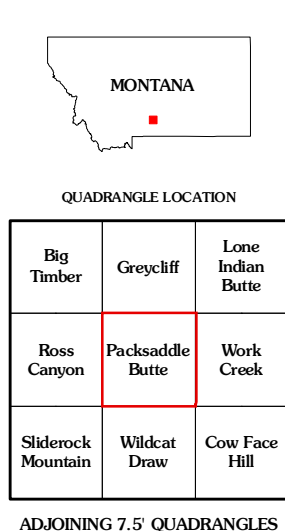 MONTANA
QUADRANGLE LOCATION
Big
Timber
Greycliff
Lone
Indian
Butte
Ross
Canyon
Packsaddle
Butte
Work
Creek
Sliderock
Mountain
Wildcat
Draw
Cow Face
Hill
ADJOINING 7.5' QUADRANGLES